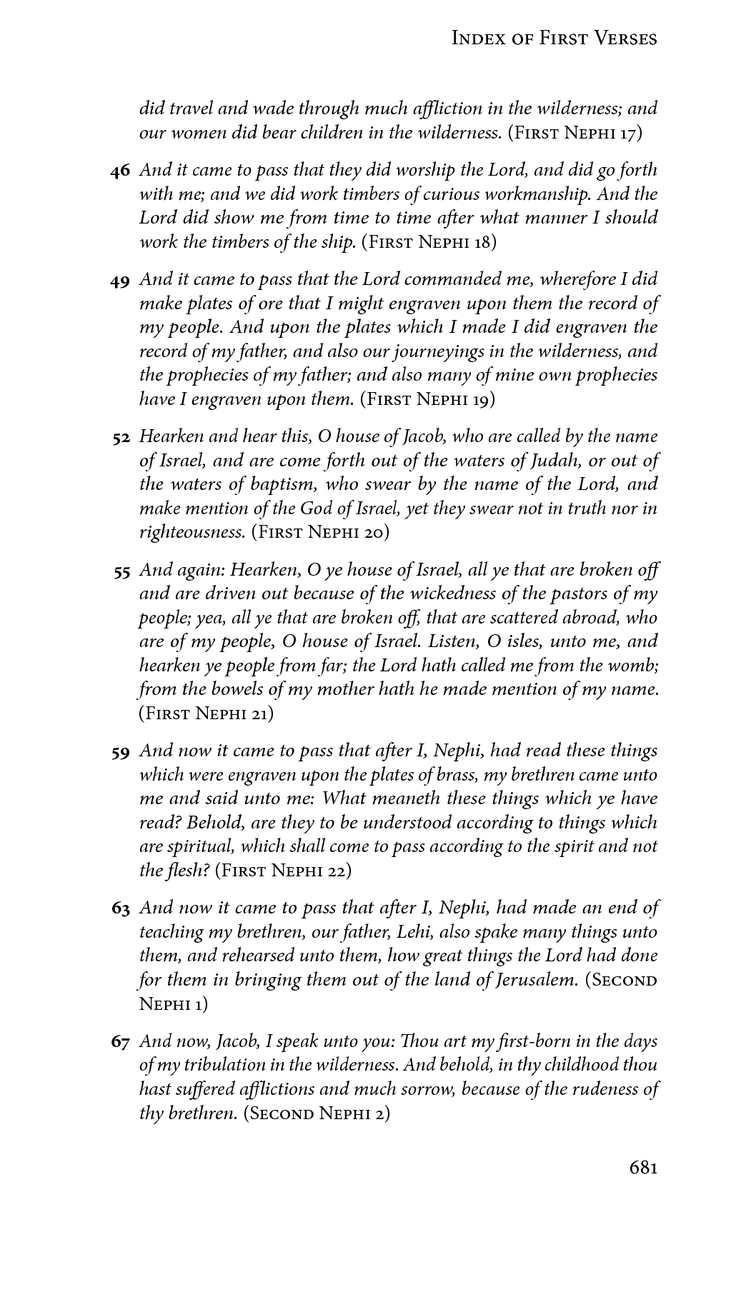 Index of First Verses
did travel and wade through much affliction in the wilderness; and
our women did bear children in the wilderness. (First Nephi 17)
46 And it came to pass that they did worship the Lord, and did go forth
with me; and we did work timbers of curious workmanship. And the
Lord did show me from time to time after what manner I should
work the timbers of the ship. (First Nephi 18)
49 And it came to pass that the Lord commanded me, wherefore I did
make plates of ore that I might engraven upon them the record of
my people. And upon the plates which I made I did engraven the
record of my father, and also our journeyings in the wilderness, and
the prophecies of my father; and also many of mine own prophecies
have I engraven upon them. (First Nephi 19)
52 Hearken and hear this, O house of Jacob, who are called by the name
of Israel, and are come forth out of the waters of Judah, or out of
the waters of baptism, who swear by the name of the Lord, and
make mention of the God of Israel, yet they swear not in truth nor in
righteousness. (First Nephi 20)
55 And again: Hearken, O ye house of Israel, all ye that are broken off
and are driven out because of the wickedness of the pastors of my
people; yea, all ye that are broken off, that are scattered abroad, who
are of my people, O house of Israel. Listen, O isles, unto me, and
hearken ye people from far; the Lord hath called me from the womb;
from the bowels of my mother hath he made mention of my name.
(First Nephi 21)
59 And now it came to pass that after I, Nephi, had read these things
which were engraven upon the plates of brass, my brethren came unto
me and said unto me: What meaneth these things which ye have
read? Behold, are they to be understood according to things which
are spiritual, which shall come to pass according to the spirit and not
the flesh? (First Nephi 22)
63 And now it came to pass that after I, Nephi, had made an end of
teaching my brethren, our father, Lehi, also spake many things unto
them, and rehearsed unto them, how great things the Lord had done
for them in bringing them out of the land of Jerusalem. (Second
Nephi 1)
67 And now, Jacob, I speak unto you: Thou art my first-born in the days
of my tribulation in the wilderness. And behold, in thy childhood thou
hast suffered afflictions and much sorrow, because of the rudeness of
thy brethren. (Second Nephi 2)
681